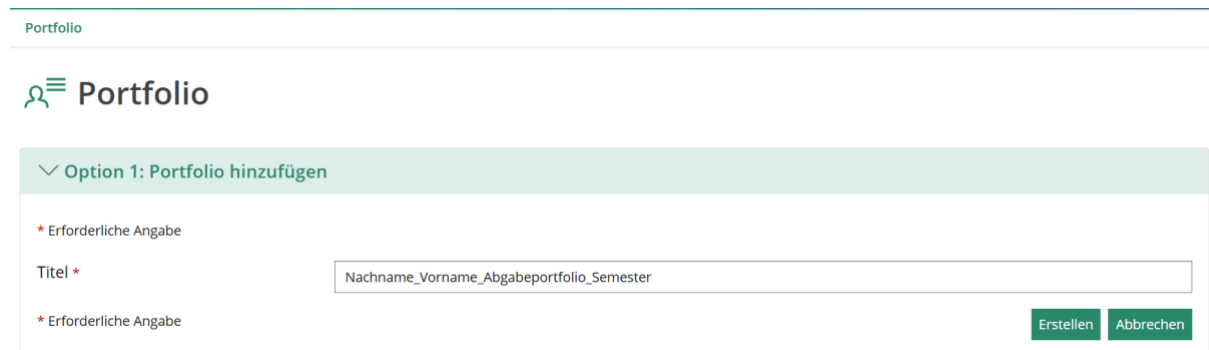 Portfolio
Portfolio
Option 1: Portfolio hinzufügen
* Erforderliche Angabe
Titel * Nachname_Vorname_Abgabeportfolio_Semester
* Erforderliche Angabe Erstellen Abbrechen